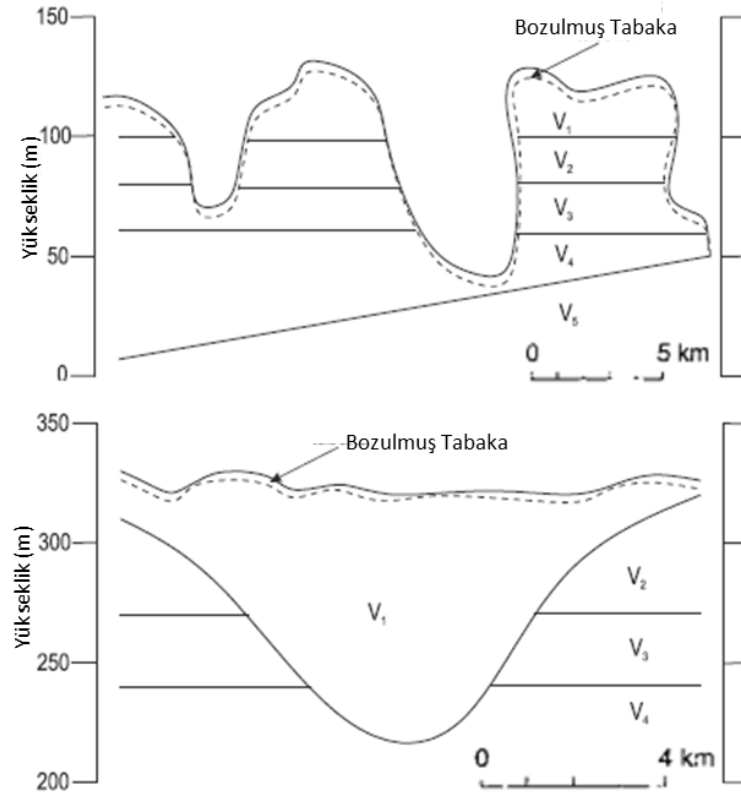 150
Bozulmuş Tabaka
V₁
100
V₂
Yükseklik (m)
V₃
50
V₄
V₅
0 5 km
0
350
Bozulmuş Tabaka
300
V₂
Yükseklik (m)
V₁
V₃
250
V₄
0 4 km
200